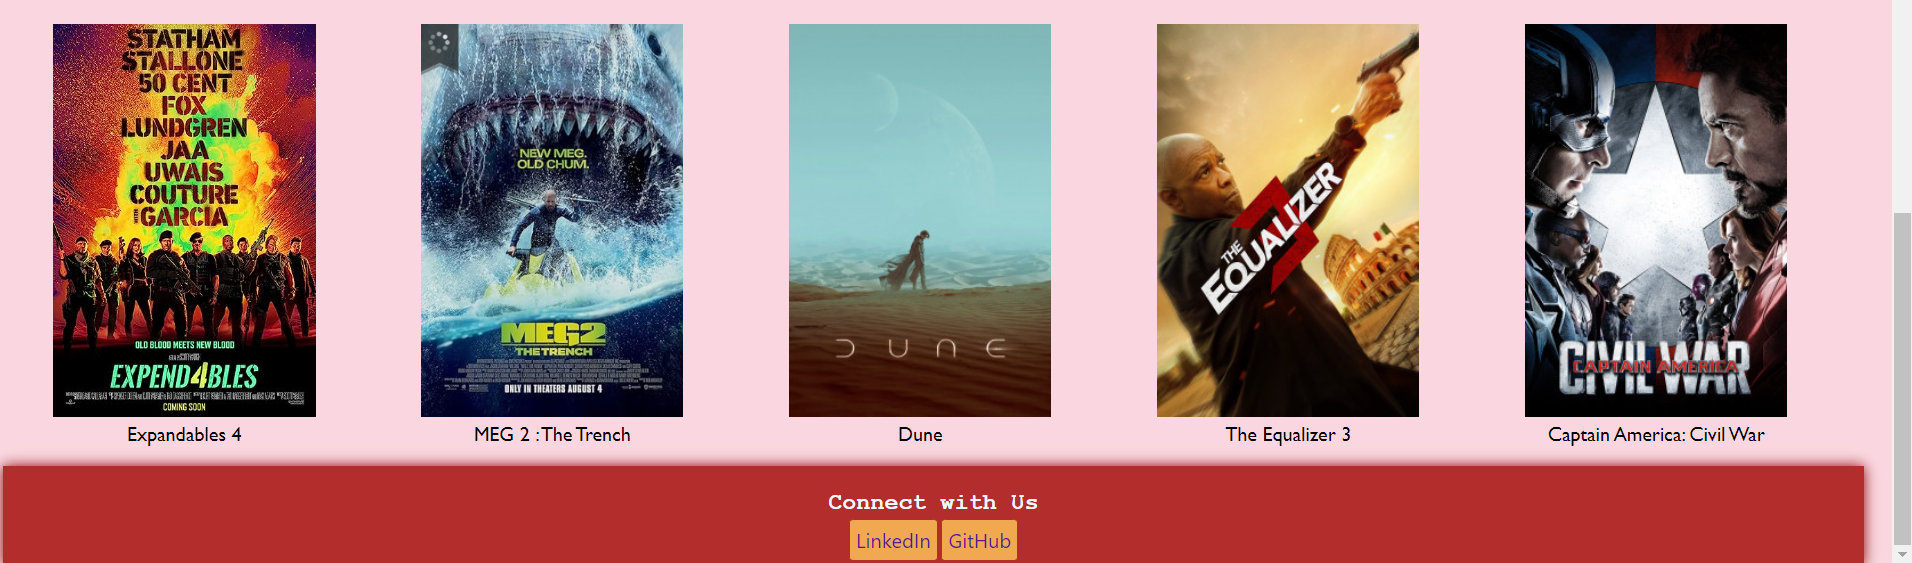 STATHAM
STALLONE
50 CENT
FOX
LUNDGREN
JAA
UWAIS
COUTURE
WITH GARCIA
OLD BLOOD MEETS NEW BLOOD
EXPEND4BLES
COMING SOON
NEW MEG.
OLD CHUM.
MEG2
THE TRENCH
ONLY IN THEATERS AUGUST 4
DUNE
THE
EQUALIZER
3
CIVIL WAR
CAPTAIN AMERICA
Expandables 4
MEG 2 : The Trench
Dune
The Equalizer 3
Captain America: Civil War
Connect with Us
LinkedIn
GitHub